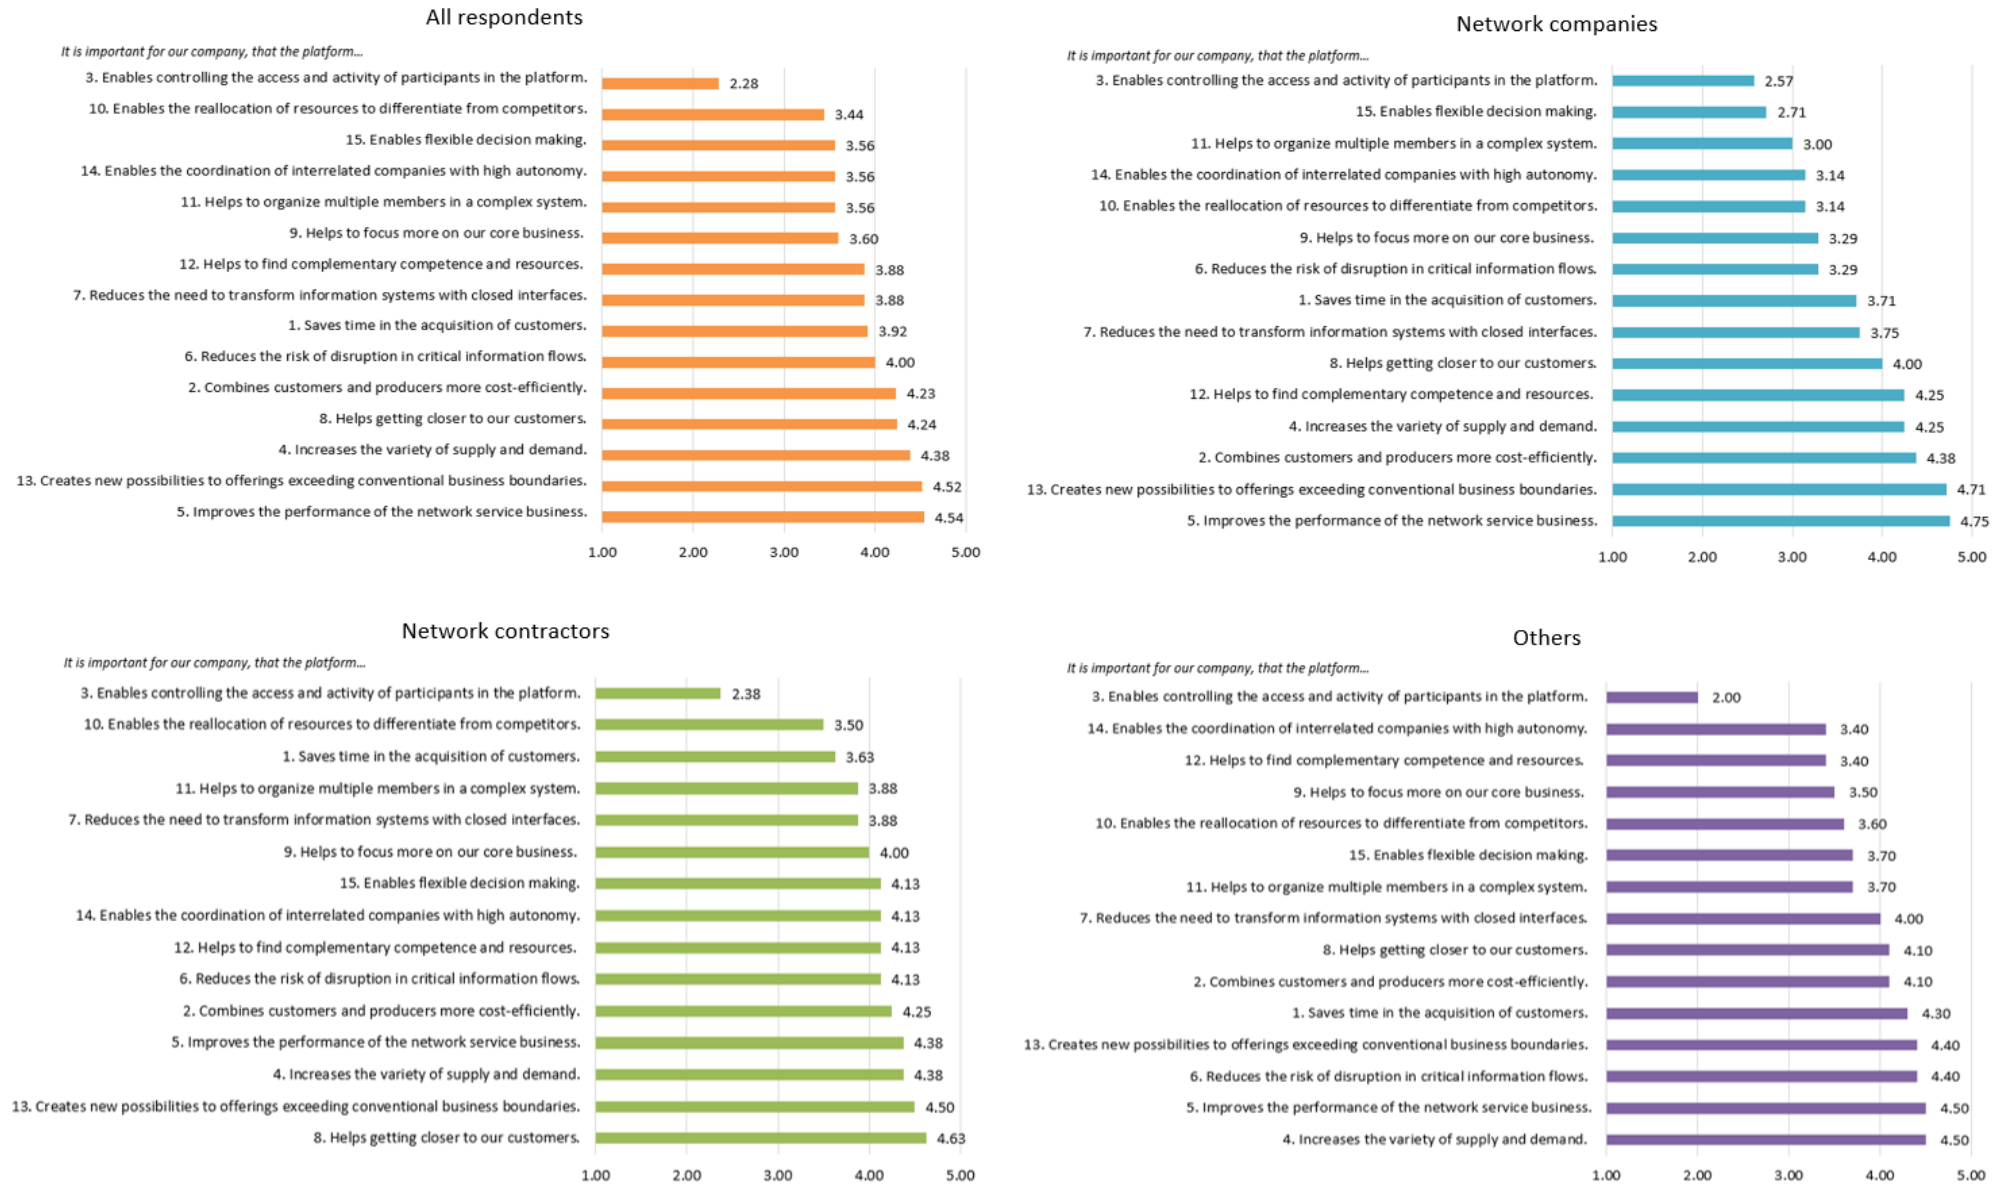 All respondents
It is important for our company, that the platform...
3. Enables controlling the access and activity of participants in the platform. 2.28
10. Enables the reallocation of resources to differentiate from competitors. 3.44
15. Enables flexible decision making. 3.56
14. Enables the coordination of interrelated companies with high autonomy. 3.56
11. Helps to organize multiple members in a complex system. 3.56
9. Helps to focus more on our core business. 3.60
12. Helps to find complementary competence and resources. 3.88
7. Reduces the need to transform information systems with closed interfaces. 3.88
1. Saves time in the acquisition of customers. 3.92
6. Reduces the risk of disruption in critical information flows. 4.00
2. Combines customers and producers more cost-efficiently. 4.23
8. Helps getting closer to our customers. 4.24
4. Increases the variety of supply and demand. 4.38
13. Creates new possibilities to offerings exceeding conventional business boundaries. 4.52
5. Improves the performance of the network service business. 4.54
1.00 2.00 3.00 4.00 5.00
Network companies
It is important for our company, that the platform...
3. Enables controlling the access and activity of participants in the platform. 2.57
15. Enables flexible decision making. 2.71
11. Helps to organize multiple members in a complex system. 3.00
14. Enables the coordination of interrelated companies with high autonomy. 3.14
10. Enables the reallocation of resources to differentiate from competitors. 3.14
9. Helps to focus more on our core business. 3.29
6. Reduces the risk of disruption in critical information flows. 3.29
1. Saves time in the acquisition of customers. 3.71
7. Reduces the need to transform information systems with closed interfaces. 3.75
8. Helps getting closer to our customers. 4.00
12. Helps to find complementary competence and resources. 4.25
4. Increases the variety of supply and demand. 4.25
2. Combines customers and producers more cost-efficiently. 4.38
13. Creates new possibilities to offerings exceeding conventional business boundaries. 4.71
5. Improves the performance of the network service business. 4.75
1.00 2.00 3.00 4.00 5.00
Network contractors
It is important for our company, that the platform...
3. Enables controlling the access and activity of participants in the platform. 2.38
10. Enables the reallocation of resources to differentiate from competitors. 3.50
1. Saves time in the acquisition of customers. 3.63
11. Helps to organize multiple members in a complex system. 3.88
7. Reduces the need to transform information systems with closed interfaces. 3.88
9. Helps to focus more on our core business. 4.00
15. Enables flexible decision making. 4.13
14. Enables the coordination of interrelated companies with high autonomy. 4.13
12. Helps to find complementary competence and resources. 4.13
6. Reduces the risk of disruption in critical information flows. 4.13
2. Combines customers and producers more cost-efficiently. 4.25
5. Improves the performance of the network service business. 4.38
4. Increases the variety of supply and demand. 4.38
13. Creates new possibilities to offerings exceeding conventional business boundaries. 4.50
8. Helps getting closer to our customers. 4.63
1.00 2.00 3.00 4.00 5.00
Others
It is important for our company, that the platform...
3. Enables controlling the access and activity of participants in the platform. 2.00
14. Enables the coordination of interrelated companies with high autonomy. 3.40
12. Helps to find complementary competence and resources. 3.40
9. Helps to focus more on our core business. 3.50
10. Enables the reallocation of resources to differentiate from competitors. 3.60
15. Enables flexible decision making. 3.70
11. Helps to organize multiple members in a complex system. 3.70
7. Reduces the need to transform information systems with closed interfaces. 4.00
8. Helps getting closer to our customers. 4.10
2. Combines customers and producers more cost-efficiently. 4.10
1. Saves time in the acquisition of customers. 4.30
13. Creates new possibilities to offerings exceeding conventional business boundaries. 4.40
6. Reduces the risk of disruption in critical information flows. 4.40
5. Improves the performance of the network service business. 4.50
4. Increases the variety of supply and demand. 4.50
1.00 2.00 3.00 4.00 5.00